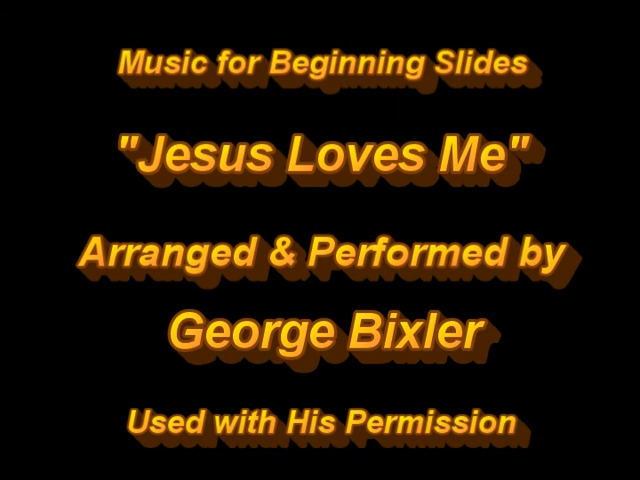 Music for Beginning Slides
"Jesus Loves Me"
Arranged & Performed by
George Bixler
Used with His Permission